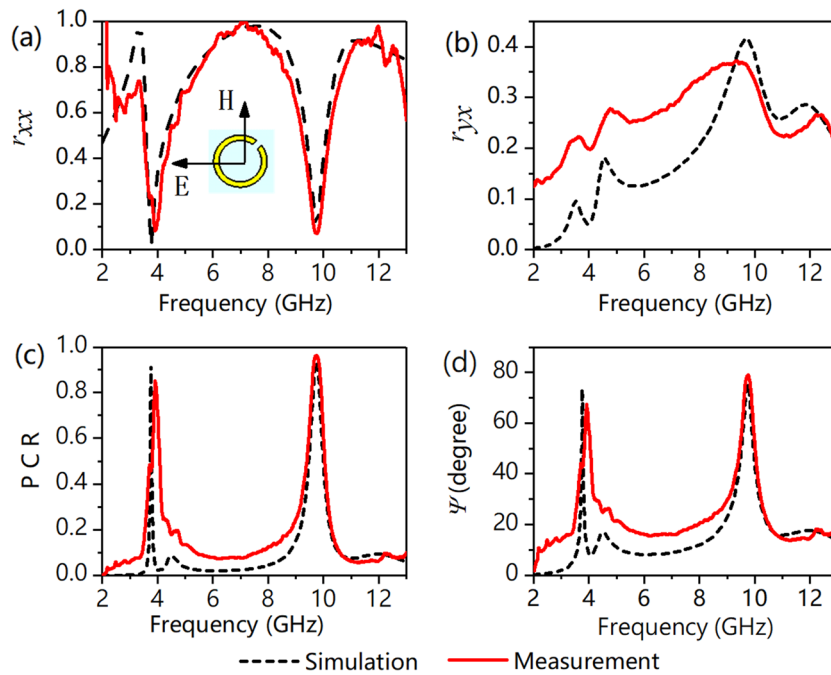 (a)
1.0
0.8
0.6
0.4
0.2
0.0
rxx
H
E
2 4 6 8 10 12
Frequency (GHz)
(b)
0.4
0.3
0.2
0.1
0.0
ryx
2 4 6 8 10 12
Frequency (GHz)
(c)
1.0
0.8
0.6
0.4
0.2
0.0
P C R
2 4 6 8 10 12
Frequency (GHz)
(d)
80
60
40
20
0
Ψ (degree)
2 4 6 8 10 12
Frequency (GHz)
Simulation Measurement